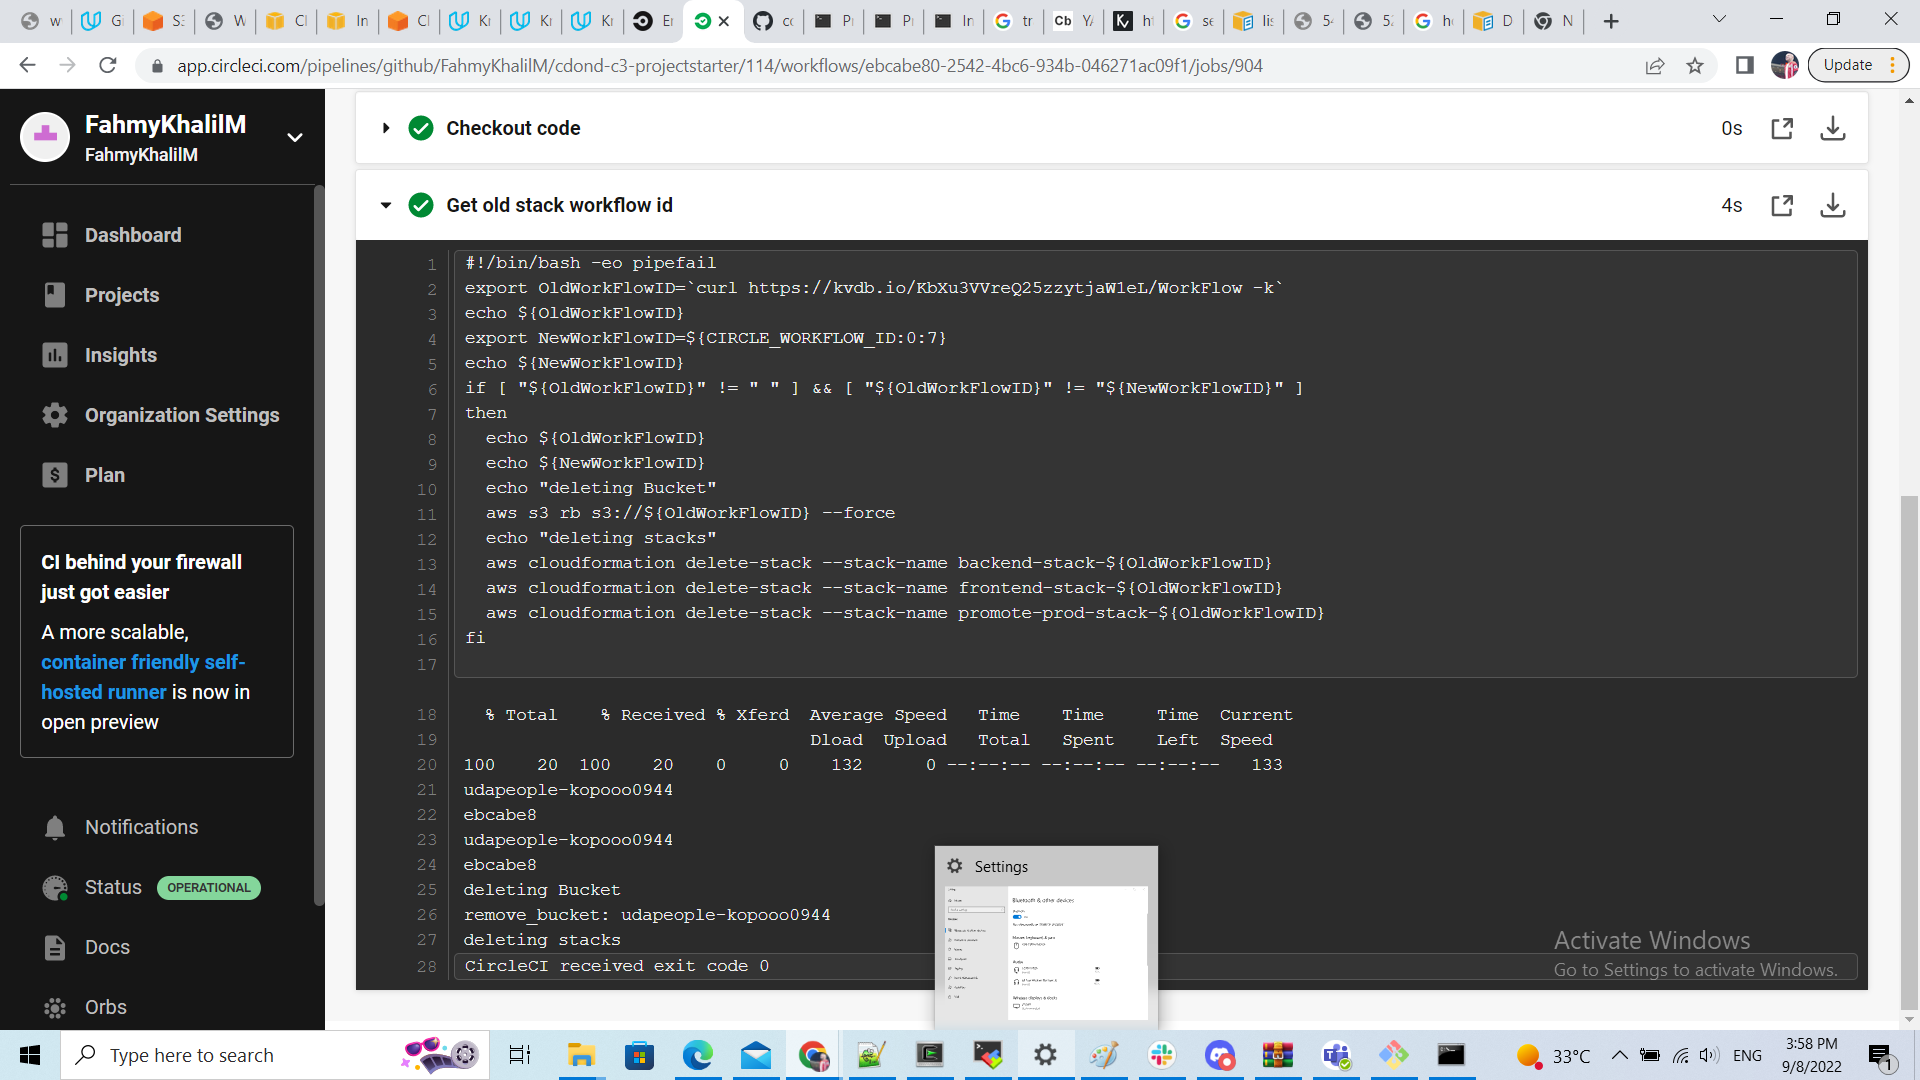 app.circleci.com/pipelines/github/FahmyKhalilM/cdond-c3-projectstarter/114/workflows/ebcabe80-2542-4bc6-934b-046271ac09f1/jobs/904
Update
FahmyKhalilM
FahmyKhalilM
Dashboard
Projects
Insights
Organization Settings
Plan
CI behind your firewall
just got easier
A more scalable,
container friendly self-
hosted runner is now in
open preview
Notifications
Status OPERATIONAL
Docs
Orbs
Checkout code
0s
Get old stack workflow id
4s
1 #!/bin/bash -eo pipefail
2 export OldWorkFlowID=`curl https://kvdb.io/KbXu3VVreQ25zzytjaW1eL/WorkFlow -k`
3 echo ${OldWorkFlowID}
4 export NewWorkFlowID=${CIRCLE_WORKFLOW_ID:0:7}
5 echo ${NewWorkFlowID}
6 if [ "${OldWorkFlowID}" != " " ] && [ "${OldWorkFlowID}" != "${NewWorkFlowID}" ]
7 then
8 echo ${OldWorkFlowID}
9 echo ${NewWorkFlowID}
10 echo "deleting Bucket"
11 aws s3 rb s3://${OldWorkFlowID} --force
12 echo "deleting stacks"
13 aws cloudformation delete-stack --stack-name backend-stack-${OldWorkFlowID}
14 aws cloudformation delete-stack --stack-name frontend-stack-${OldWorkFlowID}
15 aws cloudformation delete-stack --stack-name promote-prod-stack-${OldWorkFlowID}
16 fi
17
18 % Total % Received % Xferd Average Speed Time Time Time Current
19 Dload Upload Total Spent Left Speed
20 100 20 100 20 0 0 132 0 --:--:-- --:--:-- --:--:-- 133
21 udapeople-kopooo0944
22 ebcabe8
23 udapeople-kopooo0944
24 ebcabe8
25 deleting Bucket
26 remove_bucket: udapeople-kopooo0944
27 deleting stacks
28 CircleCI received exit code 0
Settings
Bluetooth & other devices
Activate Windows
Go to Settings to activate Windows.
Type here to search
33°C
ENG
3:58 PM
9/8/2022
1